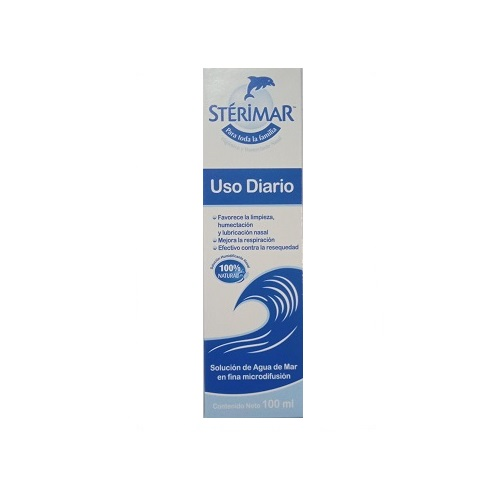 STÉRIMAR™
Para toda la familia
Uso Diario
Favorece la limpieza,
humectación
y lubricación nasal
Mejora la respiración
Efectivo contra la resequedad
100%
NATURAL
Solución de Agua de Mar
en fina microdifusión
Contenido Neto 100 ml